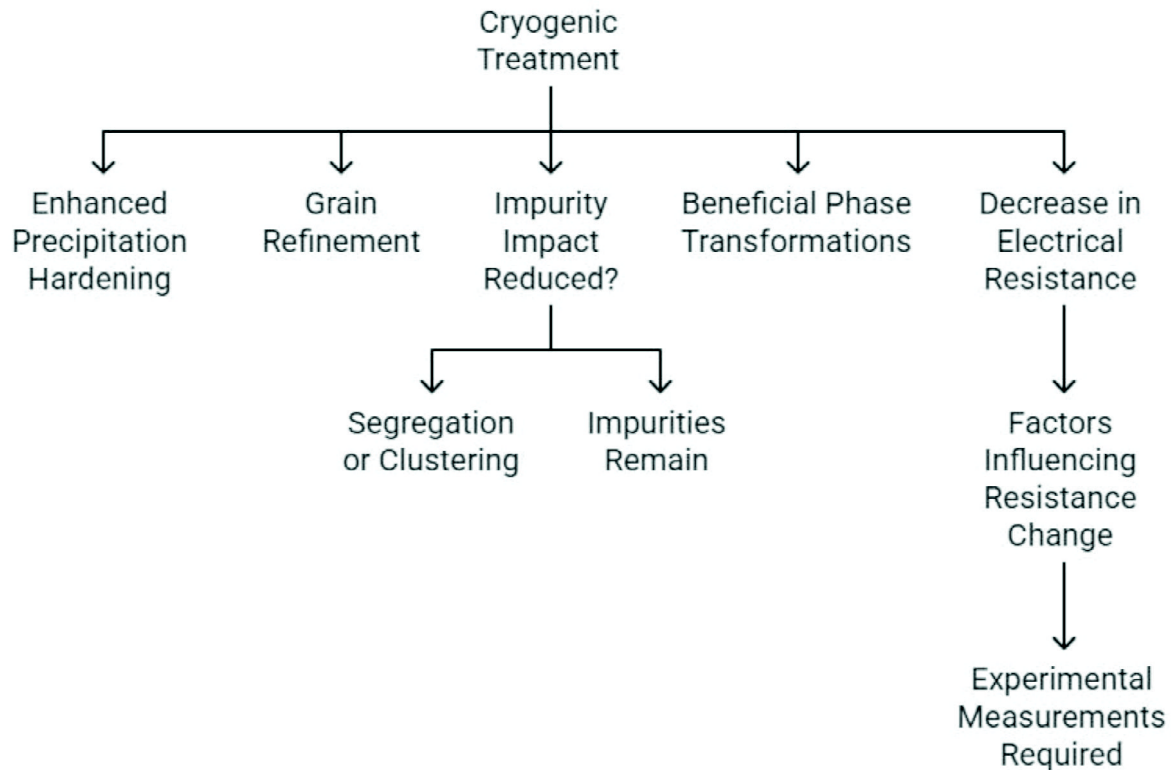 Cryogenic
Treatment
Enhanced
Precipitation
Hardening
Grain
Refinement
Impurity
Impact
Reduced?
Beneficial Phase
Transformations
Decrease in
Electrical
Resistance
Segregation
or Clustering
Impurities
Remain
Factors
Influencing
Resistance
Change
Experimental
Measurements
Required